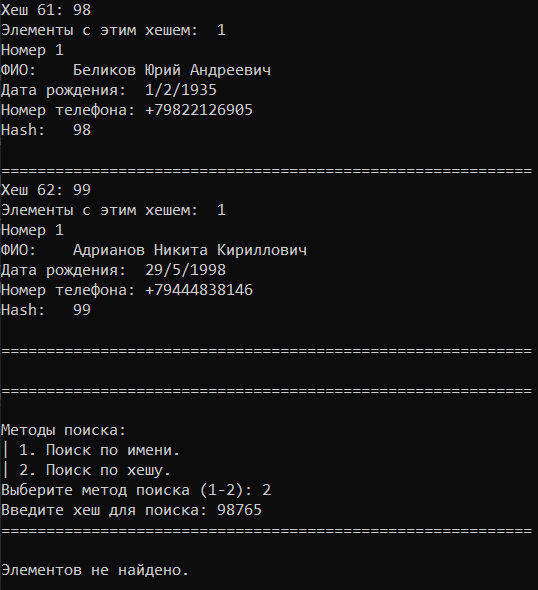 Хеш 61: 98
Элементы с этим хешем:  1
Номер 1
ФИО:    Беликов Юрий Андреевич
Дата рождения:  1/2/1935
Номер телефона: +79822126905
Hash:   98
===========================================================
Хеш 62: 99
Элементы с этим хешем:  1
Номер 1
ФИО:    Адрианов Никита Кириллович
Дата рождения:  29/5/1998
Номер телефона: +79444838146
Hash:   99
===========================================================
===========================================================
Методы поиска:
| 1. Поиск по имени.
| 2. Поиск по хешу.
Выберите метод поиска (1-2): 2
Введите хеш для поиска: 98765
===========================================================
Элементов не найдено.